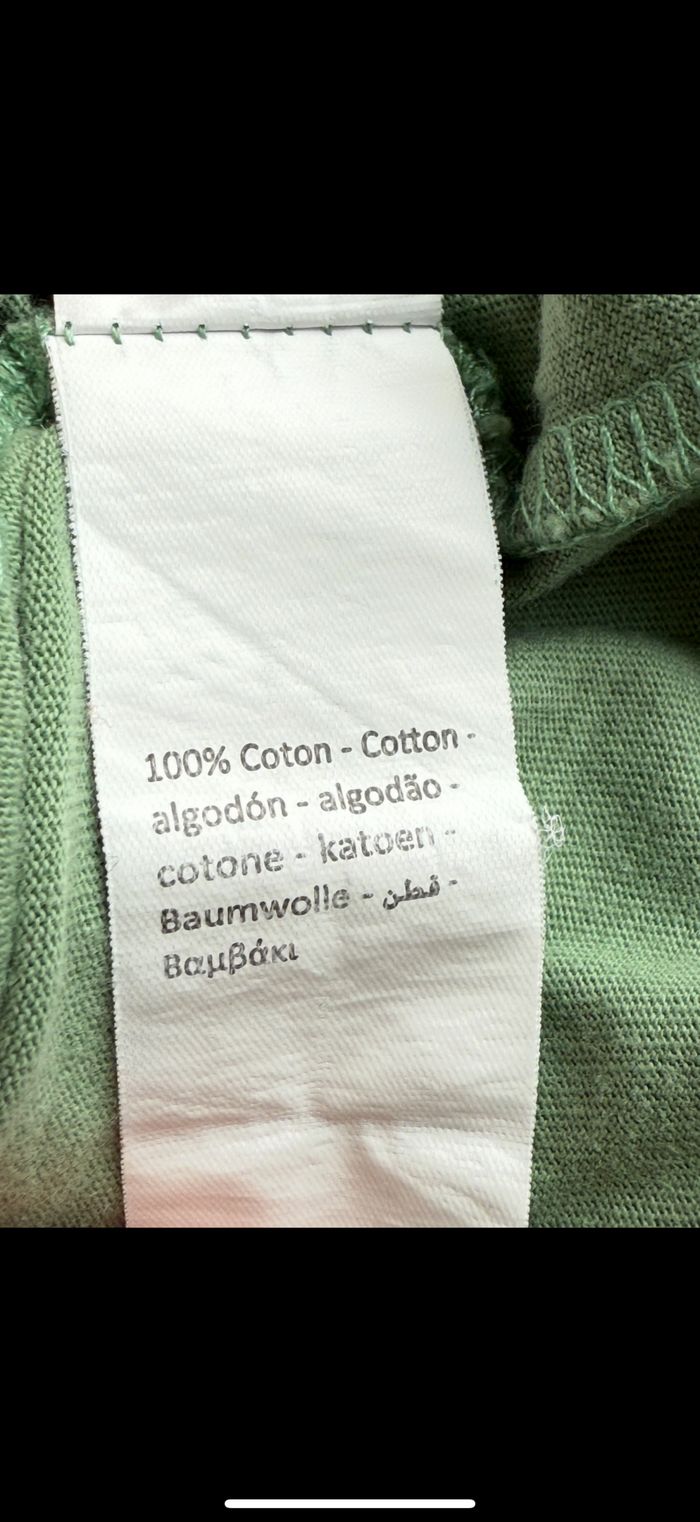 100% Coton - Cotton -
algodón - algodão -
cotone - katoen -
Baumwolle - قطن -
Βαμβάκι